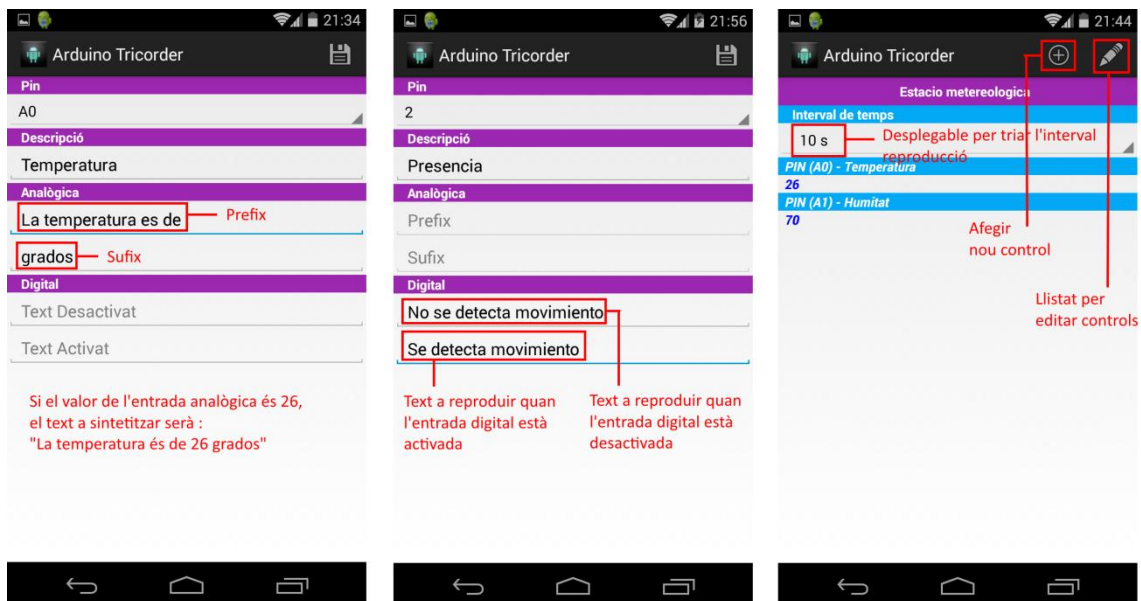 21:34
Arduino Tricorder
Pin
A0
Descripció
Temperatura
Analògica
La temperatura es de
Prefix
grados
Sufix
Digital
Text Desactivat
Text Activat
Si el valor de l'entrada analògica és 26,
el text a sintetitzar serà :
"La temperatura és de 26 grados"
21:56
Arduino Tricorder
Pin
2
Descripció
Presencia
Analògica
Prefix
Sufix
Digital
No se detecta movimiento
Se detecta movimiento
Text a reproduir quan
l'entrada digital està
activada
Text a reproduir quan
l'entrada digital està
desactivada
21:44
Arduino Tricorder
Estacio metereologica
Interval de temps
10 s
Desplegable per triar l'interval
reproducció
PIN (A0) - Temperatura
26
PIN (A1) - Humitat
70
Afegir
nou control
Llistat per
editar controls